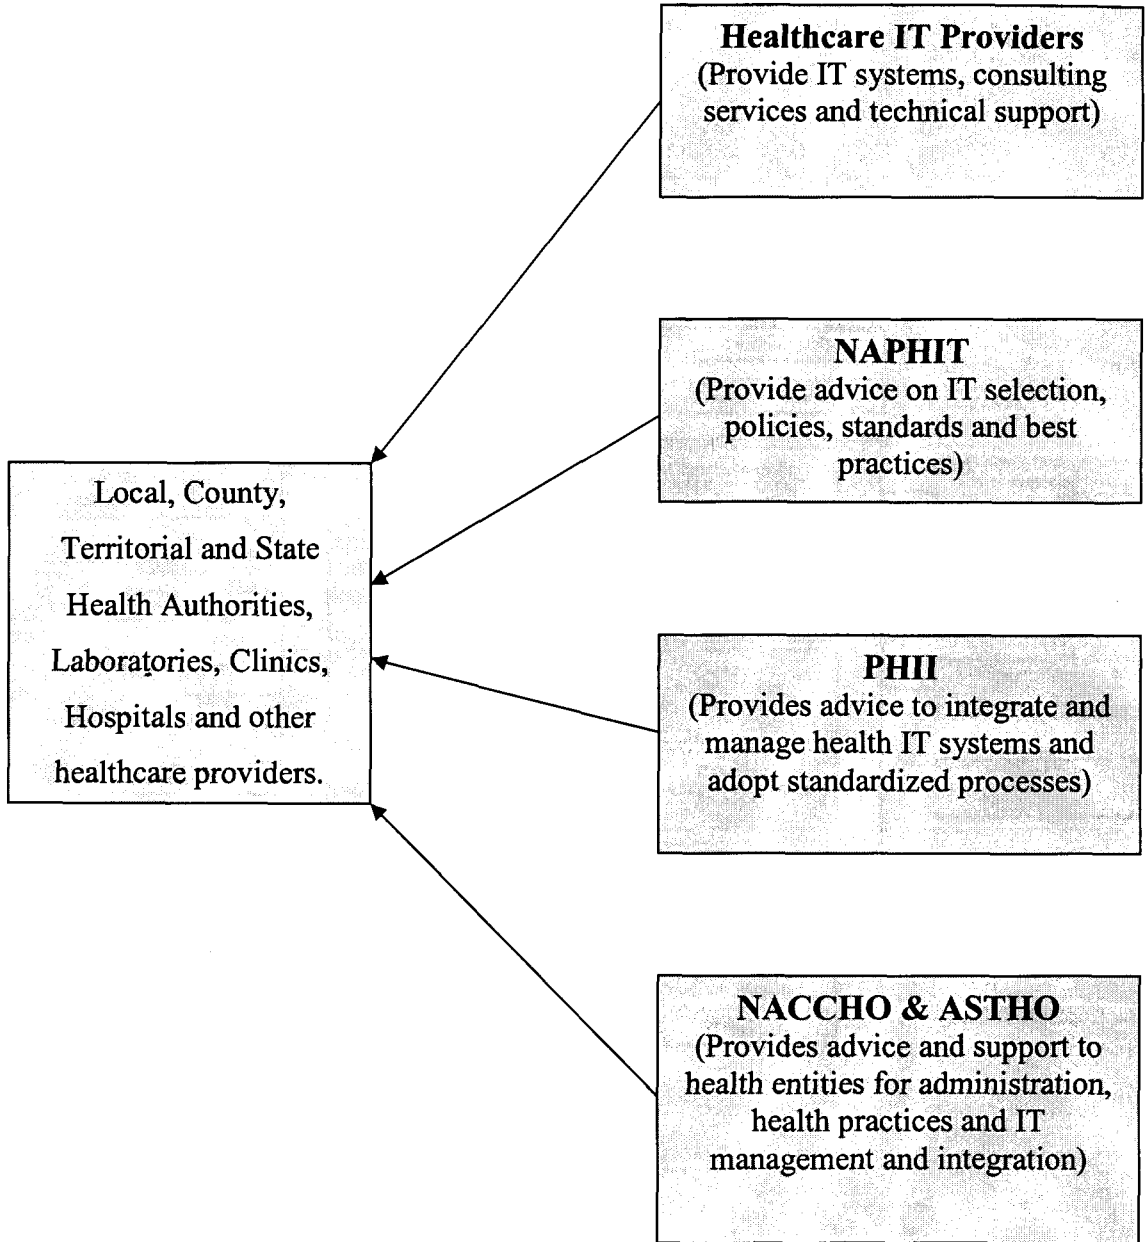 Healthcare IT Providers
(Provide IT systems, consulting
services and technical support)
NAPHIT
(Provide advice on IT selection,
policies, standards and best
practices)
Local, County,
Territorial and State
Health Authorities,
Laboratories, Clinics,
Hospitals and other
healthcare providers.
PHII
(Provides advice to integrate and
manage health IT systems and
adopt standardized processes)
NACCHO & ASTHO
(Provides advice and support to
health entities for administration,
health practices and IT
management and integration)